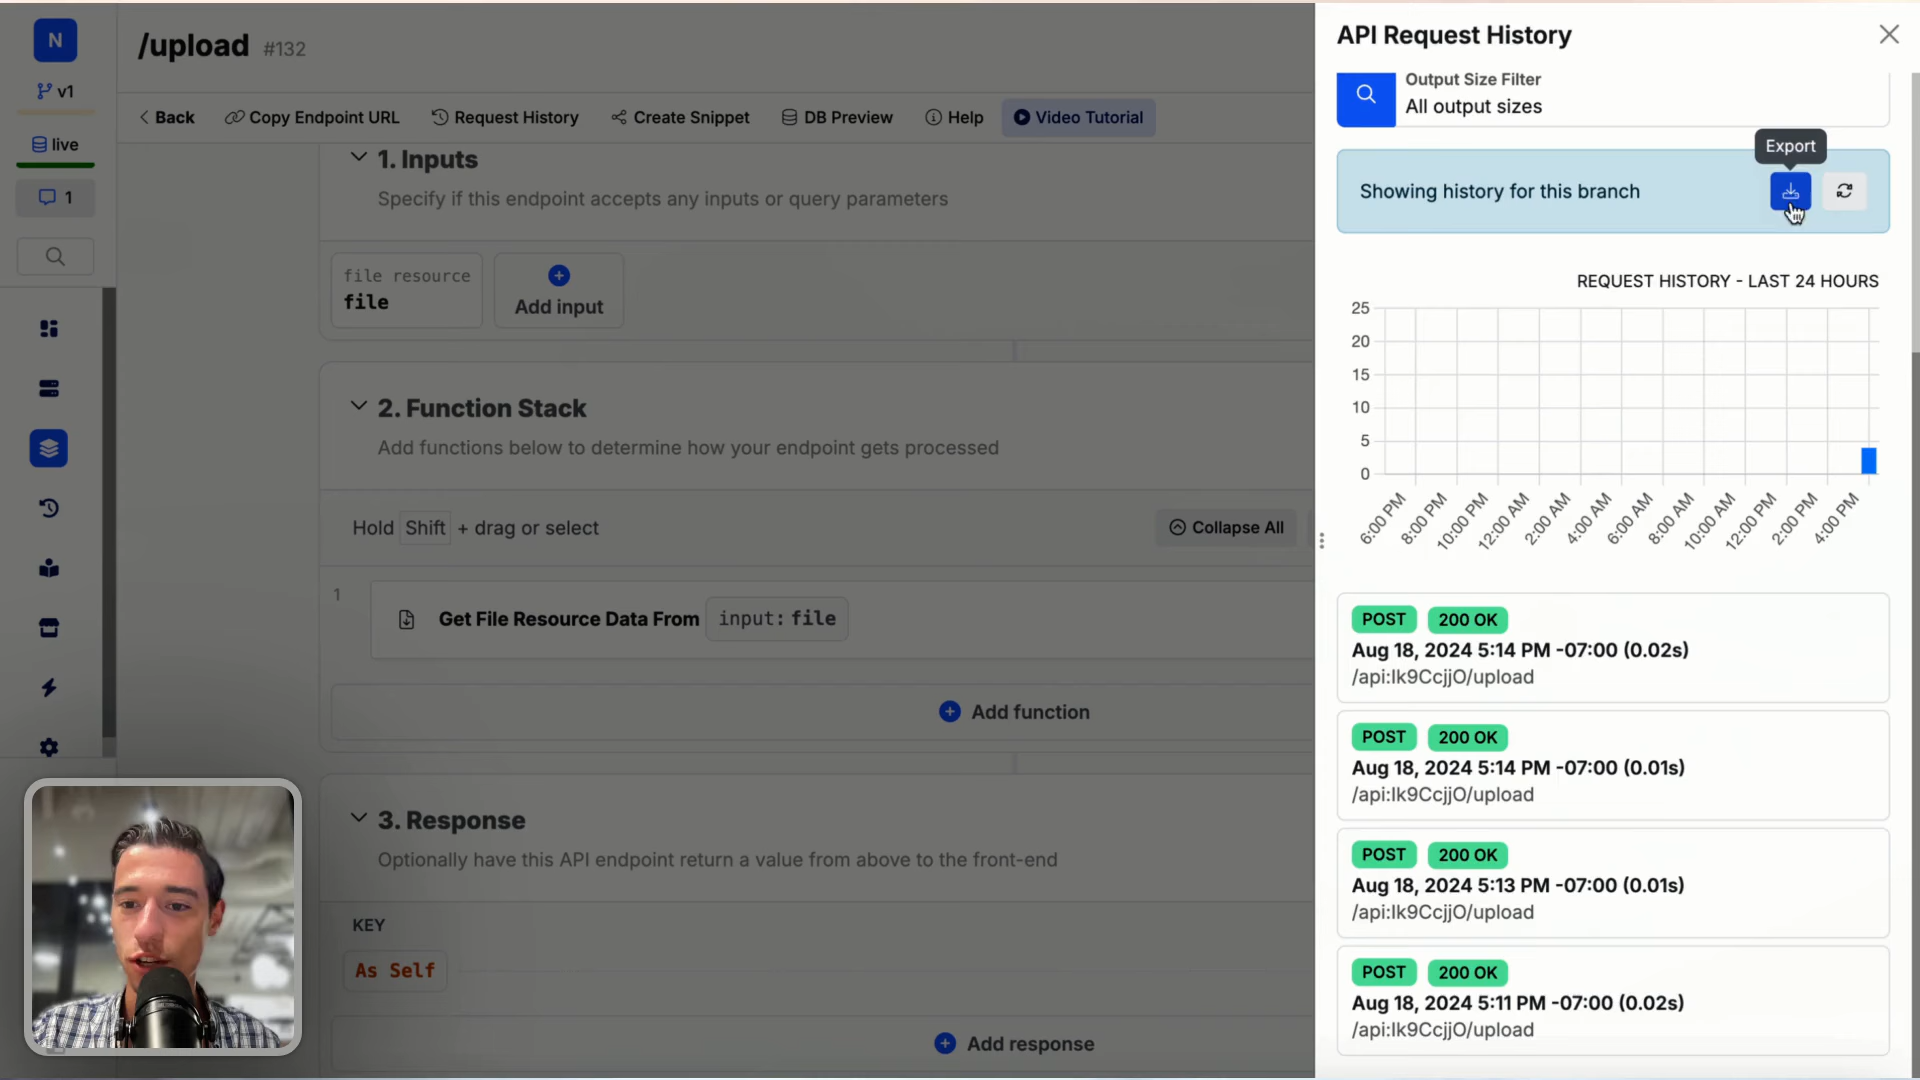 N
v1
live
1
/upload #132
Back
Copy Endpoint URL
Request History
Create Snippet
DB Preview
Help
Video Tutorial
1. Inputs
Specify if this endpoint accepts any inputs or query parameters
file resource
file
Add input
2. Function Stack
Add functions below to determine how your endpoint gets processed
Hold Shift + drag or select
Collapse All
1
Get File Resource Data From input: file
Add function
3. Response
Optionally have this API endpoint return a value from above to the front-end
KEY
As Self
Add response
API Request History
Output Size Filter
All output sizes
Export
Showing history for this branch
REQUEST HISTORY - LAST 24 HOURS
25
20
15
10
5
0
6:00 PM
8:00 PM
10:00 PM
12:00 AM
2:00 AM
4:00 AM
6:00 AM
8:00 AM
10:00 AM
12:00 PM
2:00 PM
4:00 PM
POST 200 OK
Aug 18, 2024 5:14 PM -07:00 (0.02s)
/api:Ik9CcjjO/upload
POST 200 OK
Aug 18, 2024 5:14 PM -07:00 (0.01s)
/api:Ik9CcjjO/upload
POST 200 OK
Aug 18, 2024 5:13 PM -07:00 (0.01s)
/api:Ik9CcjjO/upload
POST 200 OK
Aug 18, 2024 5:11 PM -07:00 (0.02s)
/api:Ik9CcjjO/upload